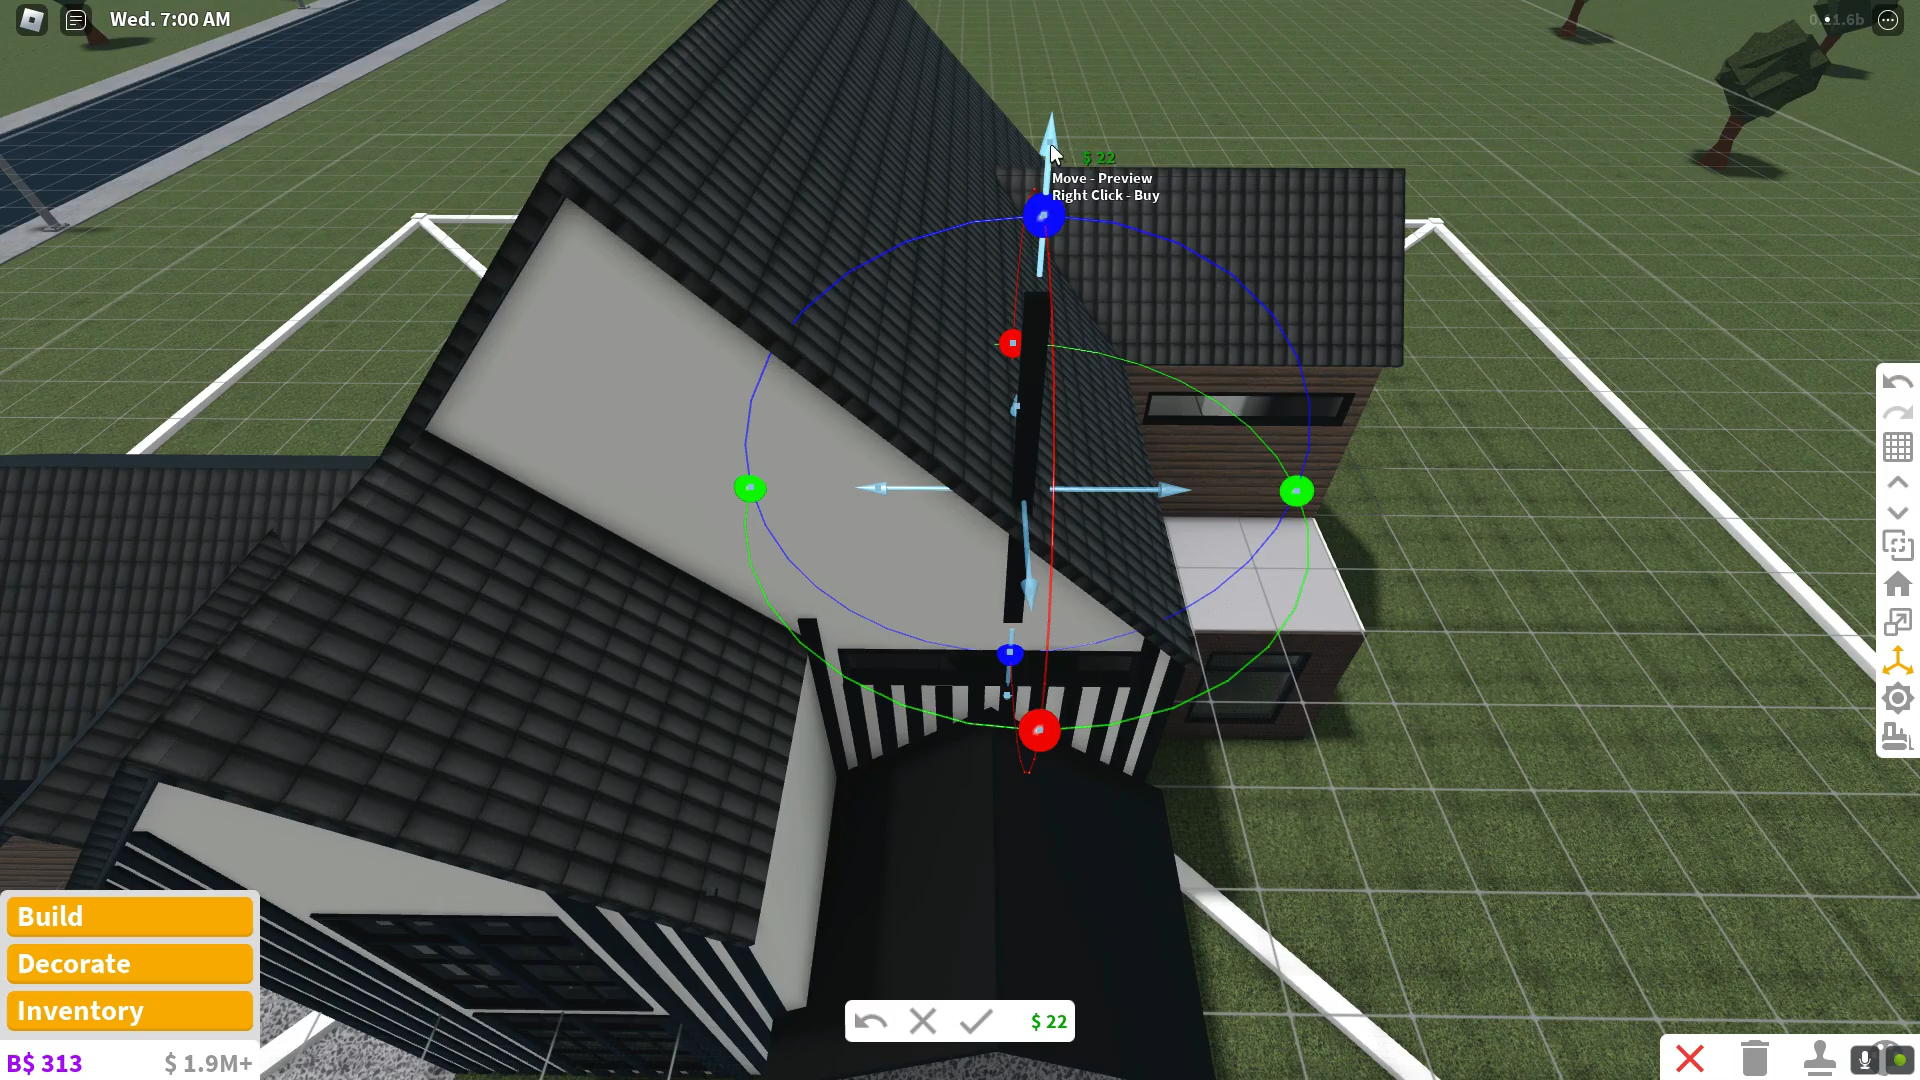 Wed. 7:00 AM
$ 22
Move - Preview
Right Click - Buy
Build
Decorate
Inventory
B$ 313
$ 1.9M+
$ 22